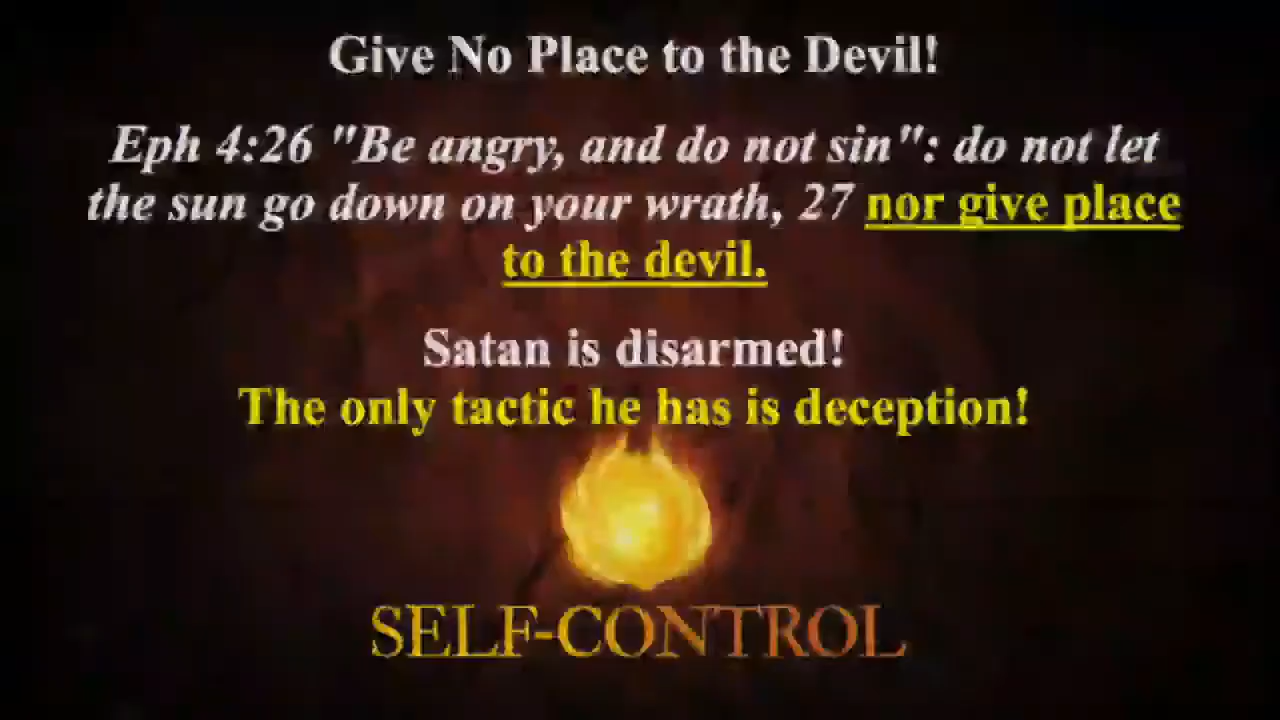 Give No Place to the Devil!
Eph 4:26 "Be angry, and do not sin": do not let
the sun go down on your wrath, 27 nor give place
to the devil.
Satan is disarmed!
The only tactic he has is deception!
SELF-CONTROL